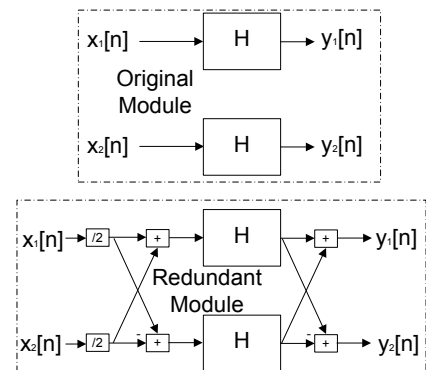 x₁[n] H y₁[n]
Original
Module
x₂[n] H y₂[n]
x₁[n] /2 + H + y₁[n]
Redundant
Module
x₂[n] /2 - + H - + y₂[n]